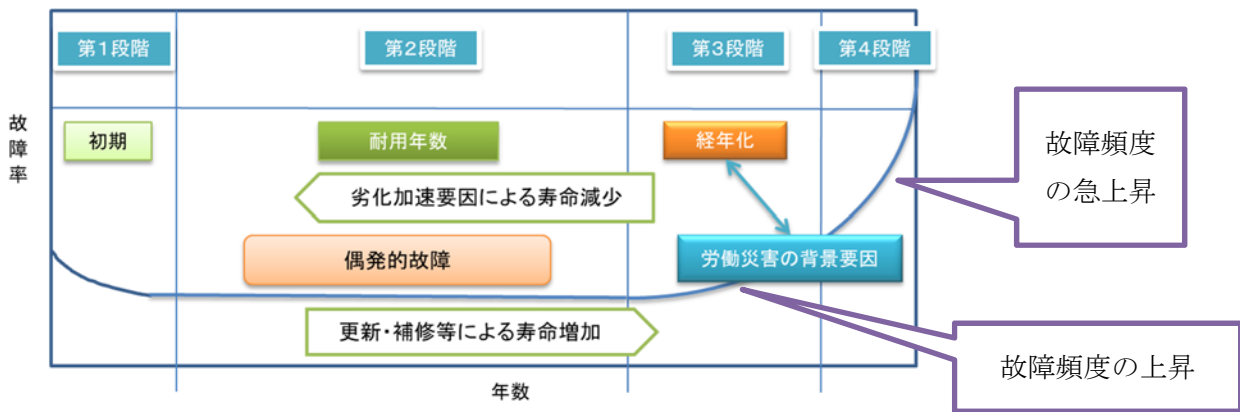 第1段階
第2段階
第3段階
第4段階
故障率
初期
耐用年数
経年化
劣化加速要因による寿命減少
偶発的故障
労働災害の背景要因
更新・補修等による寿命増加
年数
故障頻度
の急上昇
故障頻度の上昇